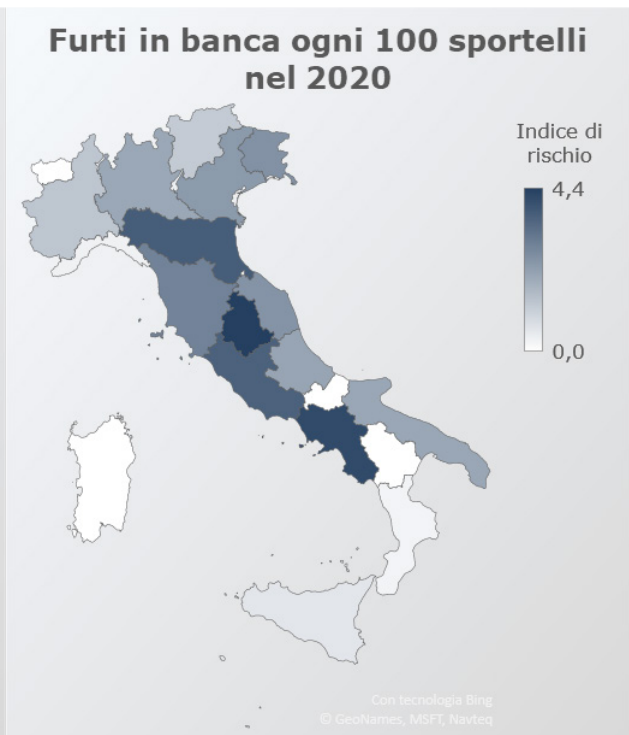 Furti in banca ogni 100 sportelli
nel 2020
Indice di
rischio
4,4
0,0
Con tecnologia Bing
© GeoNames, MSFT, Navteq